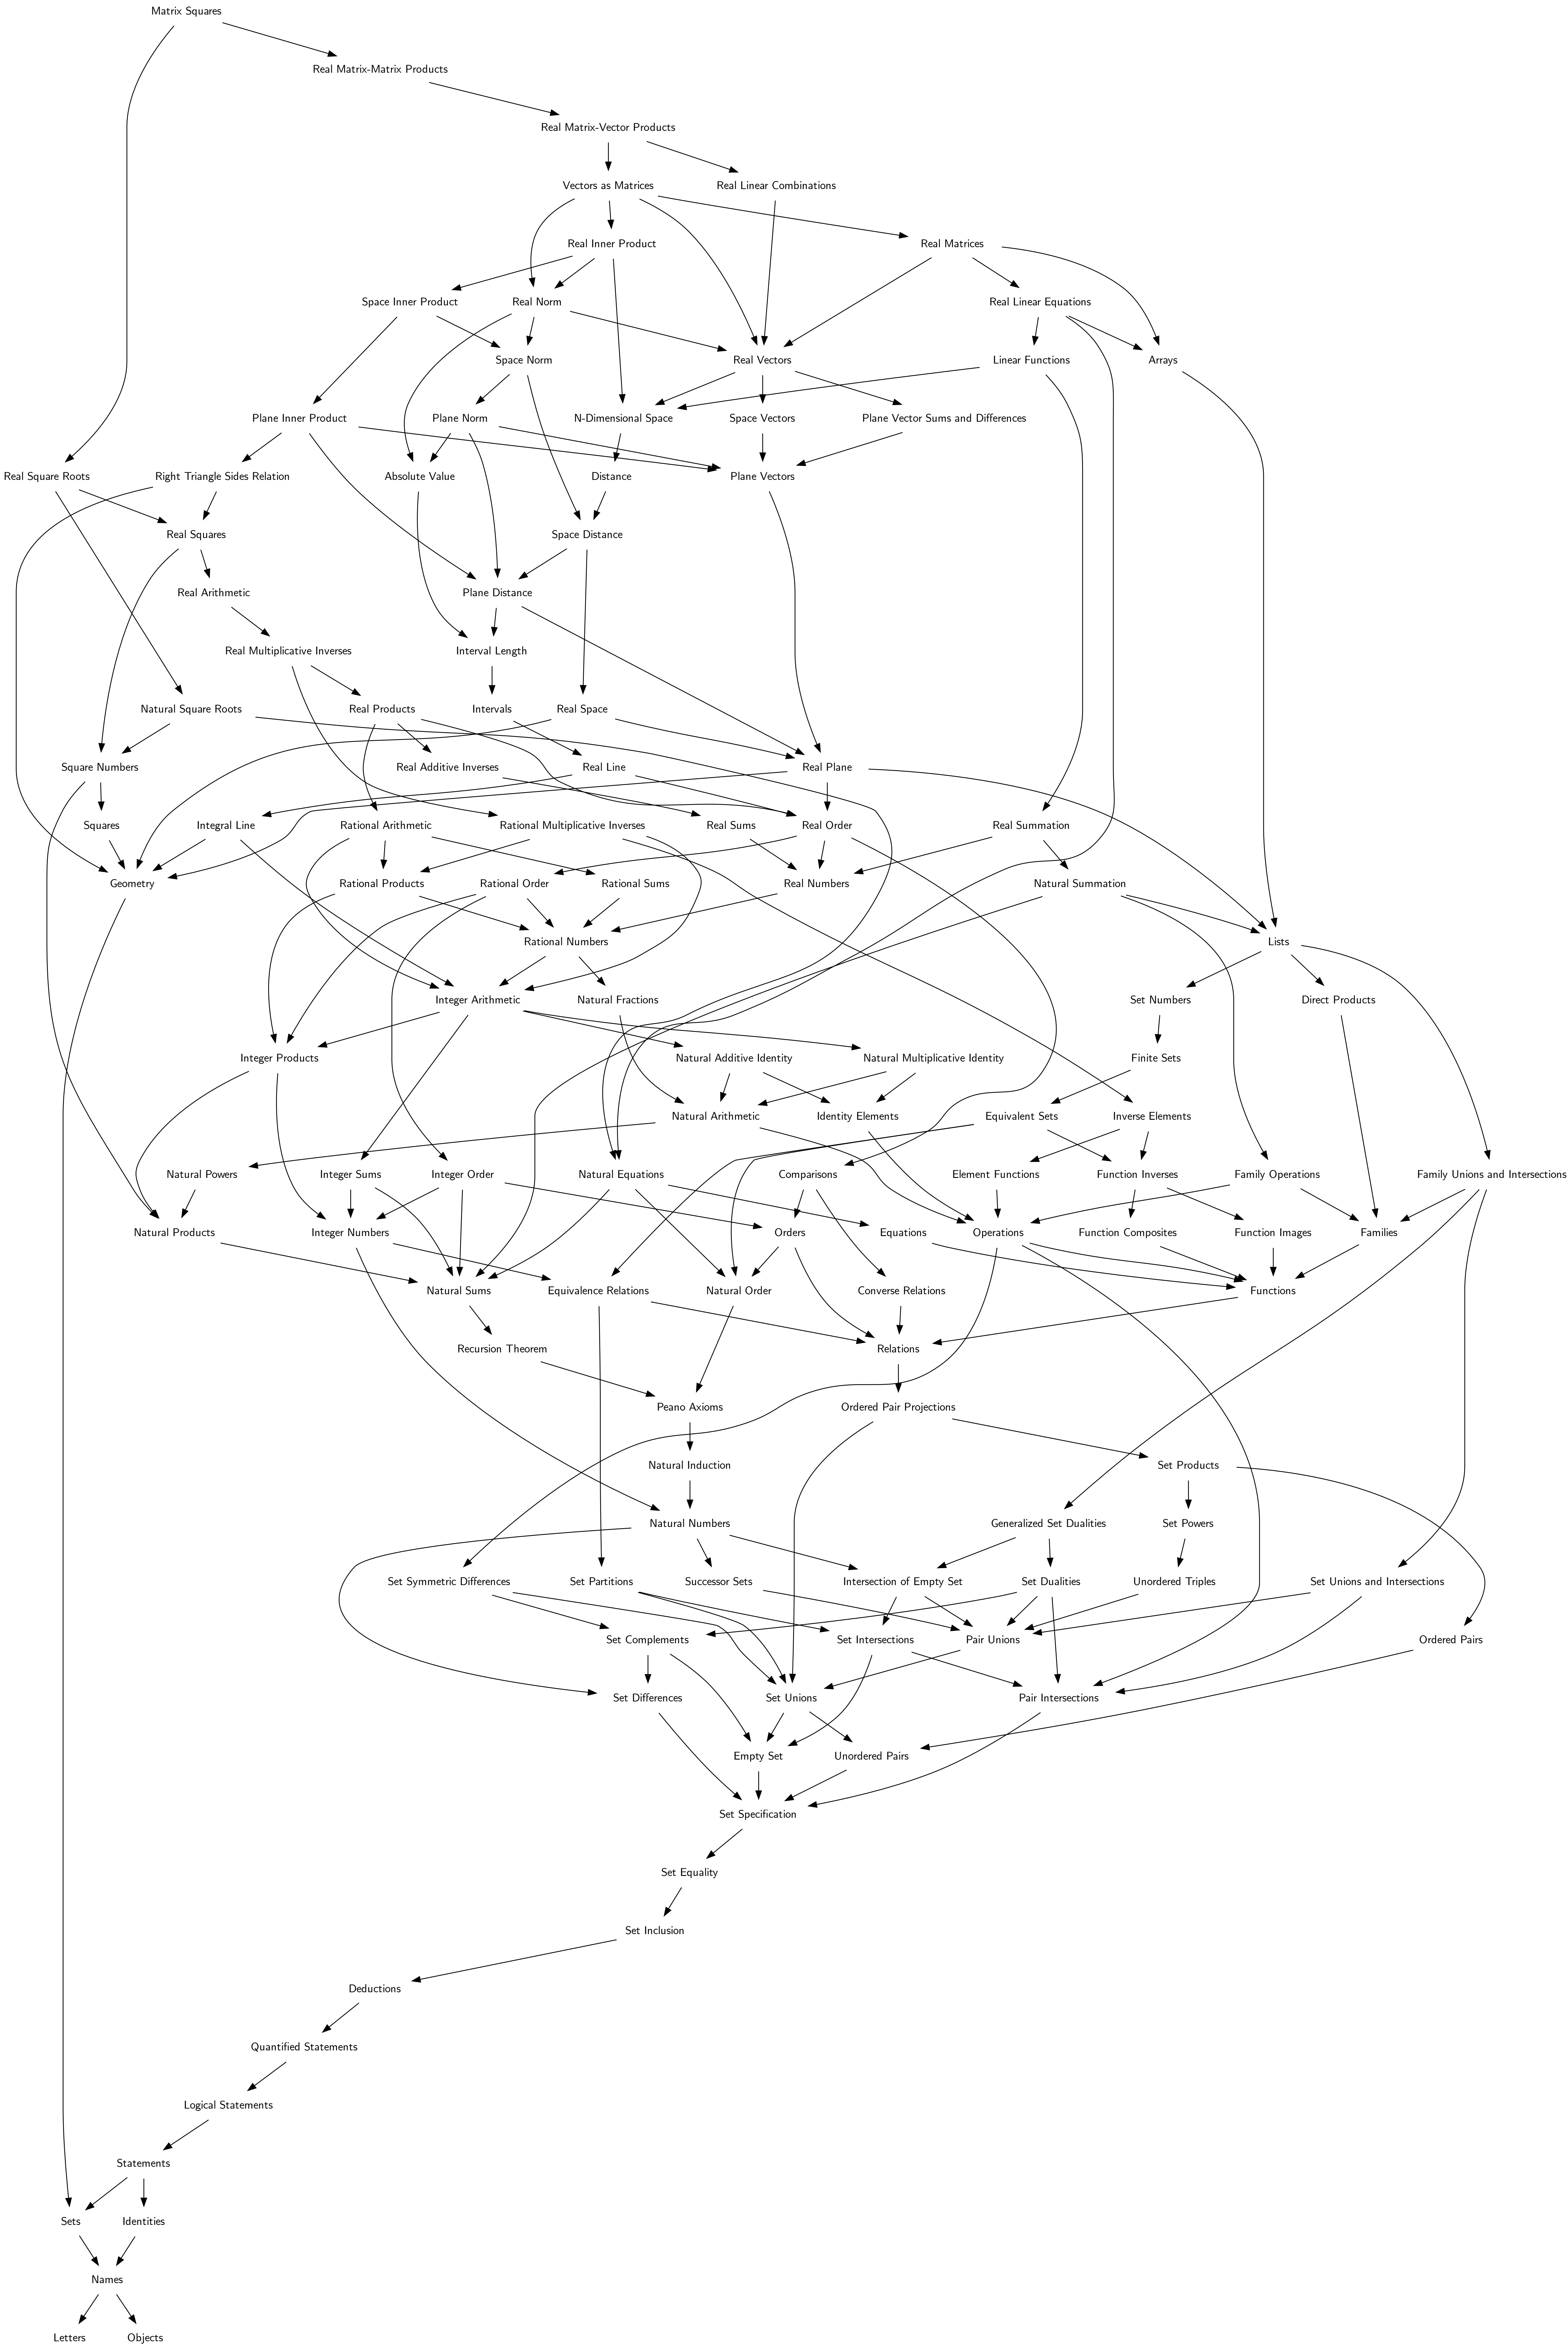 Matrix Squares
Real Matrix-Matrix Products
Real Matrix-Vector Products
Vectors as Matrices
Real Linear Combinations
Real Inner Product
Real Matrices
Space Inner Product
Real Norm
Real Linear Equations
Space Norm
Real Vectors
Linear Functions
Arrays
Plane Inner Product
Plane Norm
N-Dimensional Space
Space Vectors
Plane Vector Sums and Differences
Real Square Roots
Right Triangle Sides Relation
Absolute Value
Distance
Plane Vectors
Real Squares
Space Distance
Real Arithmetic
Plane Distance
Real Multiplicative Inverses
Interval Length
Natural Square Roots
Real Products
Intervals
Real Space
Square Numbers
Real Additive Inverses
Real Line
Real Plane
Squares
Integral Line
Rational Arithmetic
Rational Multiplicative Inverses
Real Sums
Real Order
Real Summation
Geometry
Rational Products
Rational Order
Rational Sums
Real Numbers
Natural Summation
Rational Numbers
Lists
Integer Arithmetic
Natural Fractions
Set Numbers
Direct Products
Integer Products
Natural Additive Identity
Natural Multiplicative Identity
Finite Sets
Natural Arithmetic
Identity Elements
Equivalent Sets
Inverse Elements
Natural Powers
Integer Sums
Integer Order
Natural Equations
Comparisons
Element Functions
Function Inverses
Family Operations
Family Unions and Intersections
Natural Products
Integer Numbers
Orders
Equations
Operations
Function Composites
Function Images
Families
Natural Sums
Equivalence Relations
Natural Order
Converse Relations
Functions
Recursion Theorem
Relations
Peano Axioms
Ordered Pair Projections
Natural Induction
Set Products
Natural Numbers
Generalized Set Dualities
Set Powers
Set Symmetric Differences
Set Partitions
Successor Sets
Intersection of Empty Set
Set Dualities
Unordered Triples
Set Unions and Intersections
Set Complements
Set Intersections
Pair Unions
Ordered Pairs
Set Differences
Set Unions
Pair Intersections
Empty Set
Unordered Pairs
Set Specification
Set Equality
Set Inclusion
Deductions
Quantified Statements
Logical Statements
Statements
Sets
Identities
Names
Letters
Objects